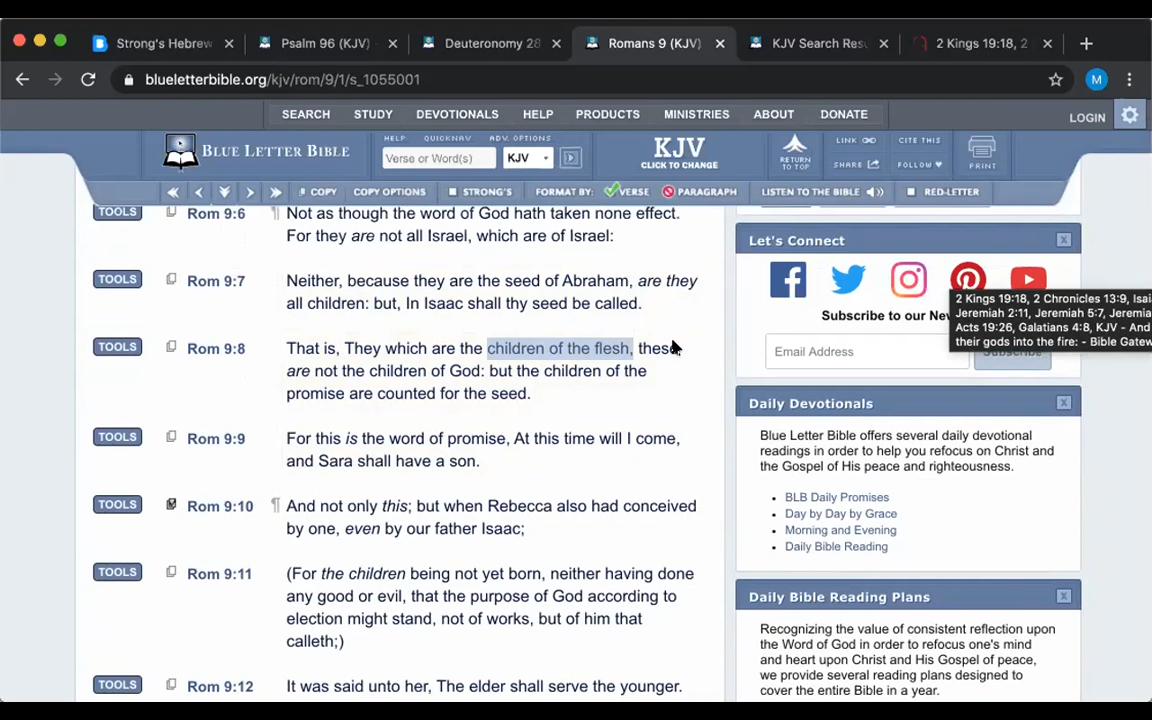 Strong's Hebrew
Psalm 96 (KJV)
Deuteronomy 28
Romans 9 (KJV)
KJV Search Res
2 Kings 19:18, 2
blueletterbible.org/kjv/rom/9/1/s_1055001
M
SEARCH STUDY DEVOTIONALS HELP PRODUCTS MINISTRIES ABOUT DONATE
LOGIN
BLUE LETTER BIBLE
HELP QUICKNAV ADV. OPTIONS
Verse or Word(s) KJV
KJV
CLICK TO CHANGE
RETURN
TO TOP
LINK CITE THIS
SHARE FOLLOW
PRINT
COPY COPY OPTIONS STRONG'S FORMAT BY: VERSE PARAGRAPH LISTEN TO THE BIBLE RED-LETTER
TOOLS Rom 9:6 ¶ Not as though the word of God hath taken none effect.
For they are not all Israel, which are of Israel:
TOOLS Rom 9:7 Neither, because they are the seed of Abraham, are they
all children: but, In Isaac shall thy seed be called.
TOOLS Rom 9:8 That is, They which are the children of the flesh, these
are not the children of God: but the children of the
promise are counted for the seed.
TOOLS Rom 9:9 For this is the word of promise, At this time will I come,
and Sara shall have a son.
TOOLS Rom 9:10 ¶ And not only this; but when Rebecca also had conceived
by one, even by our father Isaac;
TOOLS Rom 9:11 (For the children being not yet born, neither having done
any good or evil, that the purpose of God according to
election might stand, not of works, but of him that
calleth;)
TOOLS Rom 9:12 It was said unto her, The elder shall serve the younger.
Let's Connect
Subscribe to our New
Email Address
Subscribe
2 Kings 19:18, 2 Chronicles 13:9, Isai
Jeremiah 2:11, Jeremiah 5:7, Jeremia
Acts 19:26, Galatians 4:8, KJV - And
their gods into the fire: - Bible Gatew
Daily Devotionals
Blue Letter Bible offers several daily devotional
readings in order to help you refocus on Christ and
the Gospel of His peace and righteousness.
BLB Daily Promises
Day by Day by Grace
Morning and Evening
Daily Bible Reading
Daily Bible Reading Plans
Recognizing the value of consistent reflection upon
the Word of God in order to refocus one's mind
and heart upon Christ and His Gospel of peace,
we provide several reading plans designed to
cover the entire Bible in a year.